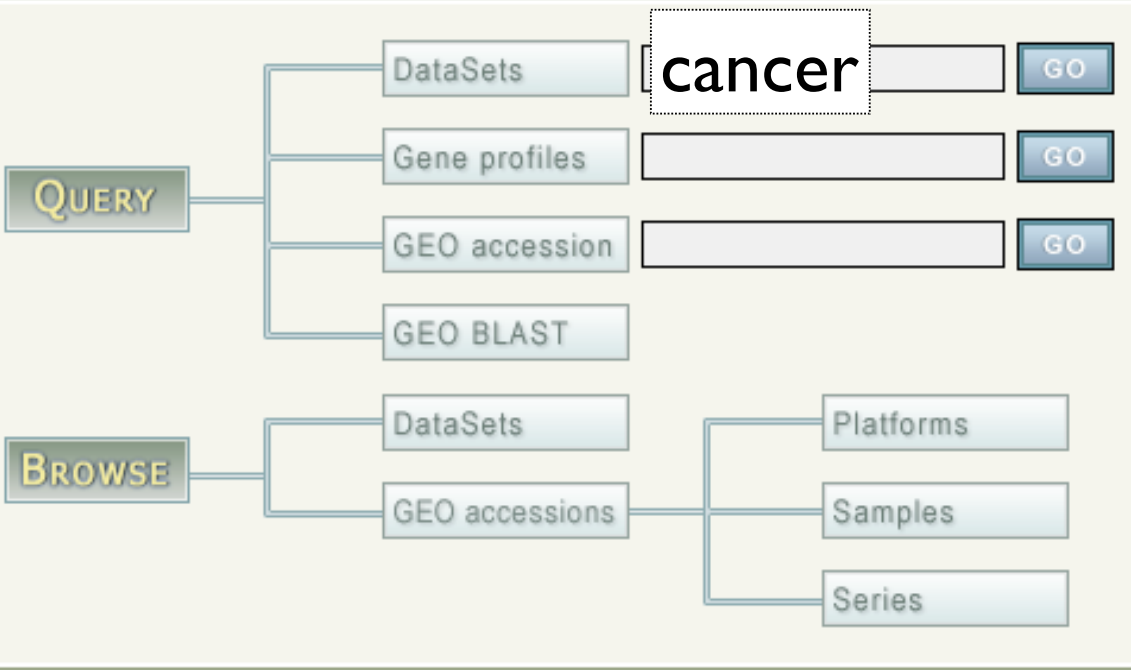 DataSets cancer GO
Gene profiles GO
QUERY
GEO accession GO
GEO BLAST
DataSets Platforms
BROWSE
GEO accessions Samples
Series